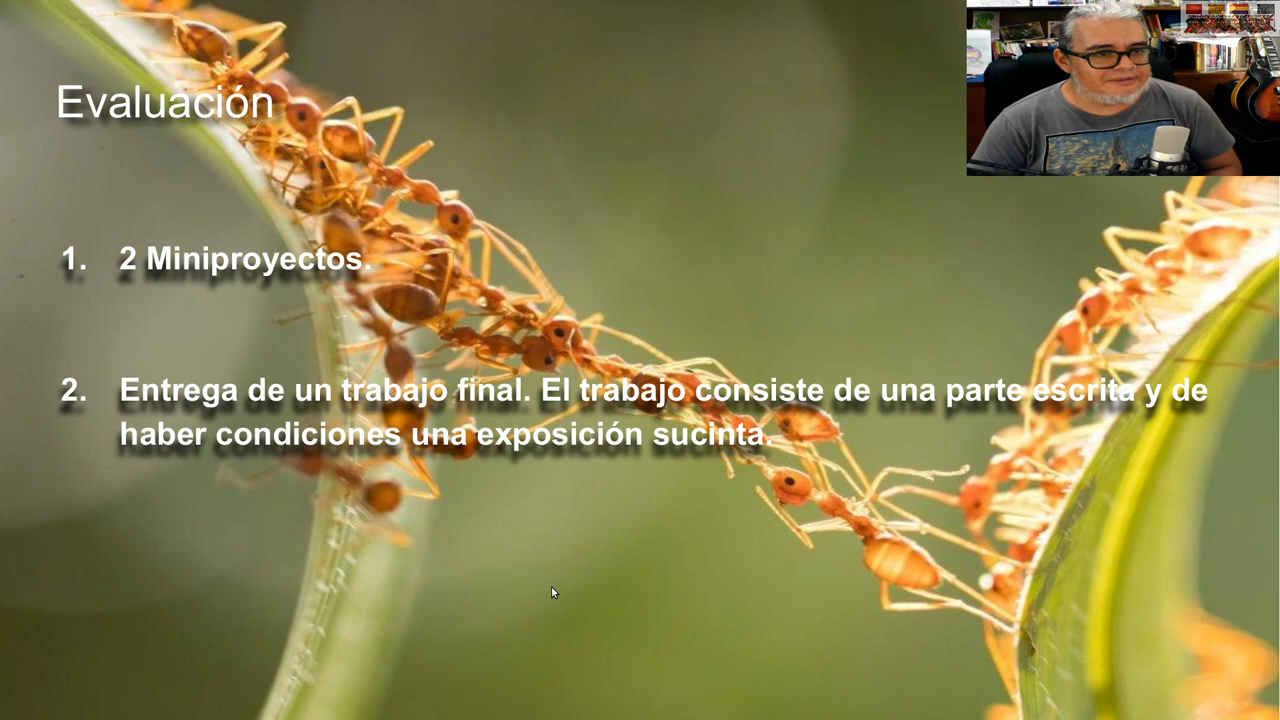 Evaluación
1. 2 Miniproyectos.
2. Entrega de un trabajo final. El trabajo consiste de una parte escrita y de
haber condiciones una exposición sucinta.